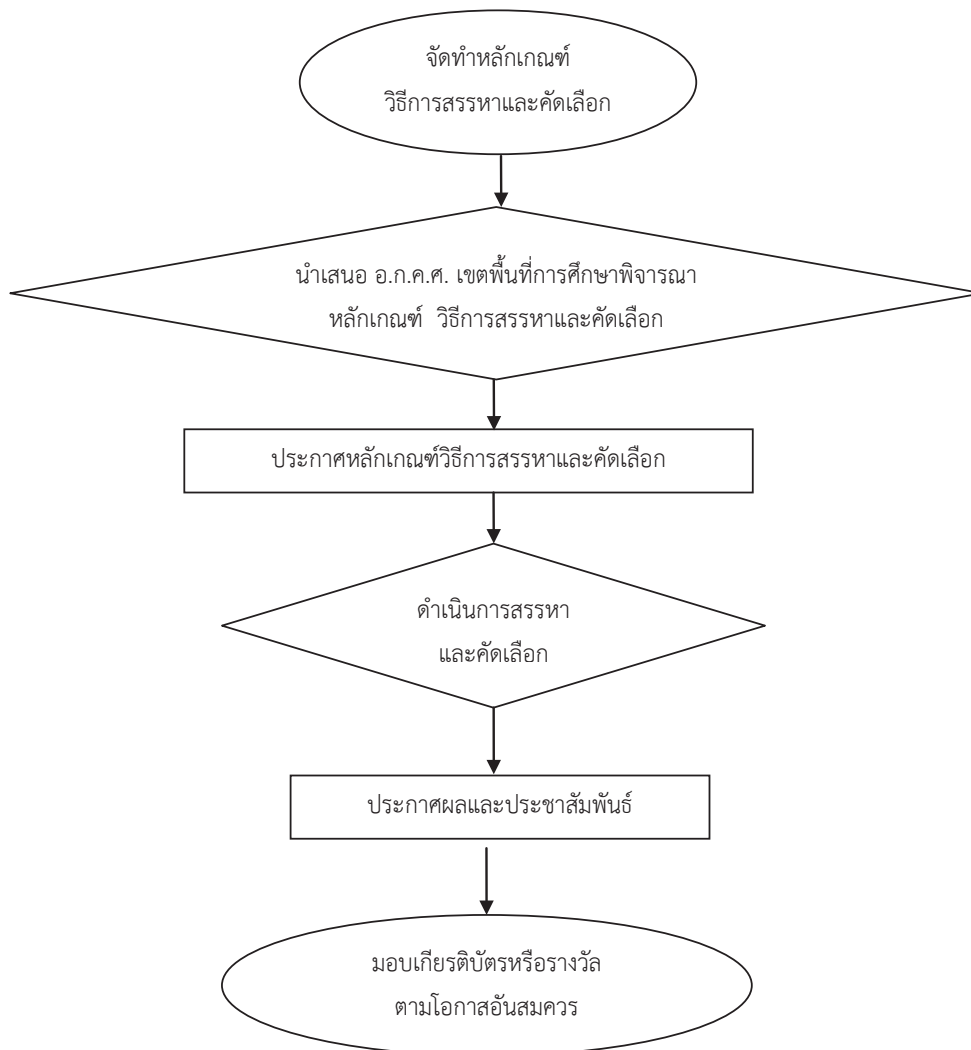 จัดทำหลักเกณฑ์
วิธีการสรรหาและคัดเลือก
นำเสนอ อ.ก.ค.ศ. เขตพื้นที่การศึกษาพิจารณา
หลักเกณฑ์ วิธีการสรรหาและคัดเลือก
ประกาศหลักเกณฑ์วิธีการสรรหาและคัดเลือก
ดำเนินการสรรหา
และคัดเลือก
ประกาศผลและประชาสัมพันธ์
มอบเกียรติบัตรหรือรางวัล
ตามโอกาสอันสมควร